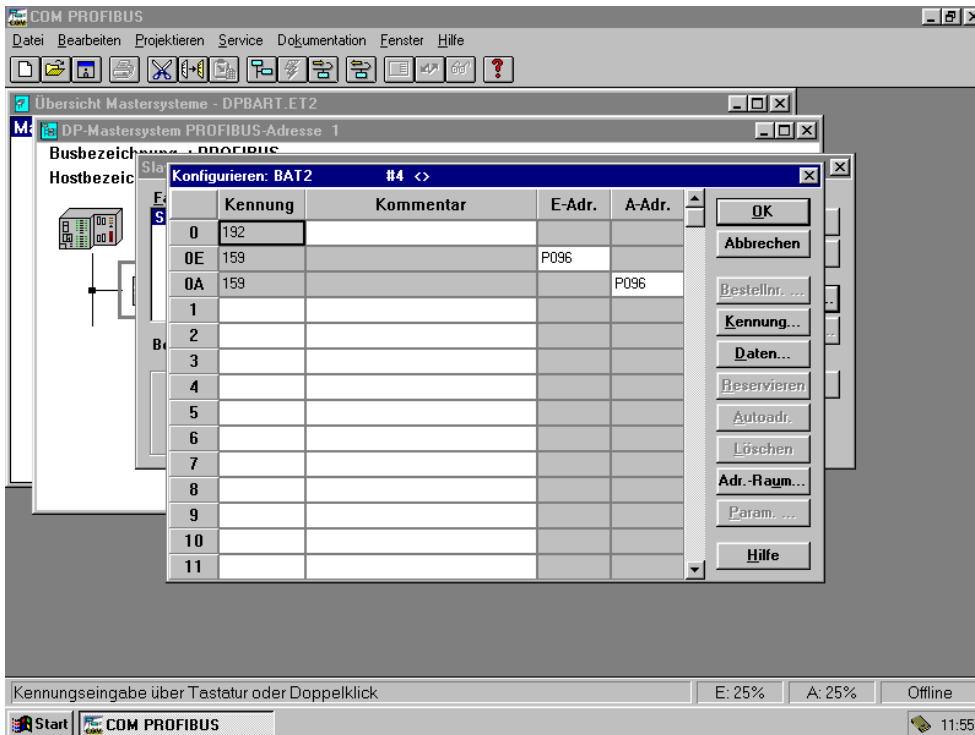 COM PROFIBUS
Datei Bearbeiten Projektieren Service Dokumentation Fenster Hilfe
Übersicht Mastersysteme - DPBART.ET2
DP-Mastersystem PROFIBUS-Adresse 1
Busbezeichnung : PROFIBUS
Hostbezeic
Konfigurieren: BAT2 #4 <>
Kennung Kommentar E-Adr. A-Adr.
0 192
0E 159 P096
0A 159 P096
1
2
3
4
5
6
7
8
9
10
11
OK
Abbrechen
Bestellnr. ...
Kennung...
Daten...
Reservieren
Autoadr.
Löschen
Adr.-Raum...
Param. ...
Hilfe
Kennungseingabe über Tastatur oder Doppelklick E: 25% A: 25% Offline
Start COM PROFIBUS 11:55